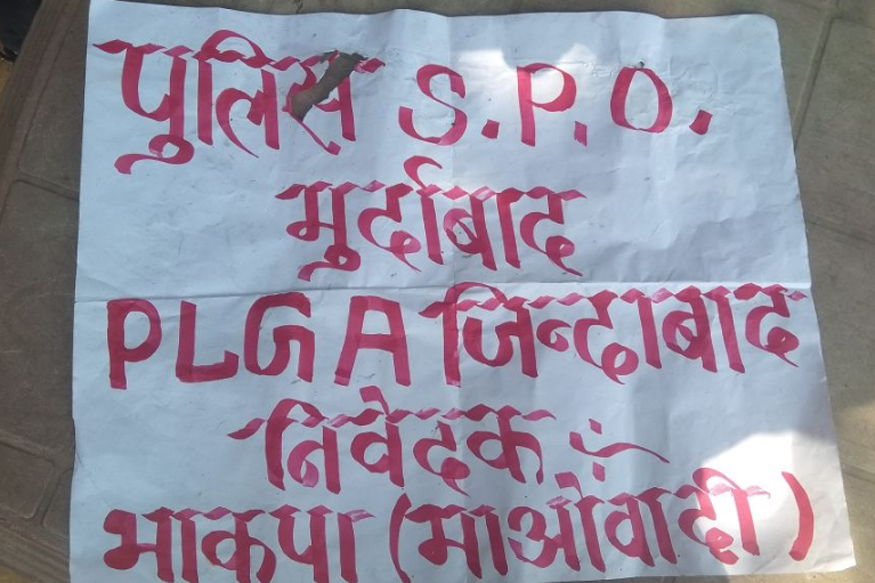 पुलिस S.P.O.
मुर्दाबाद
PLGA जिन्दाबाद
निवेदक ÷
भाकपा (माओवादी)